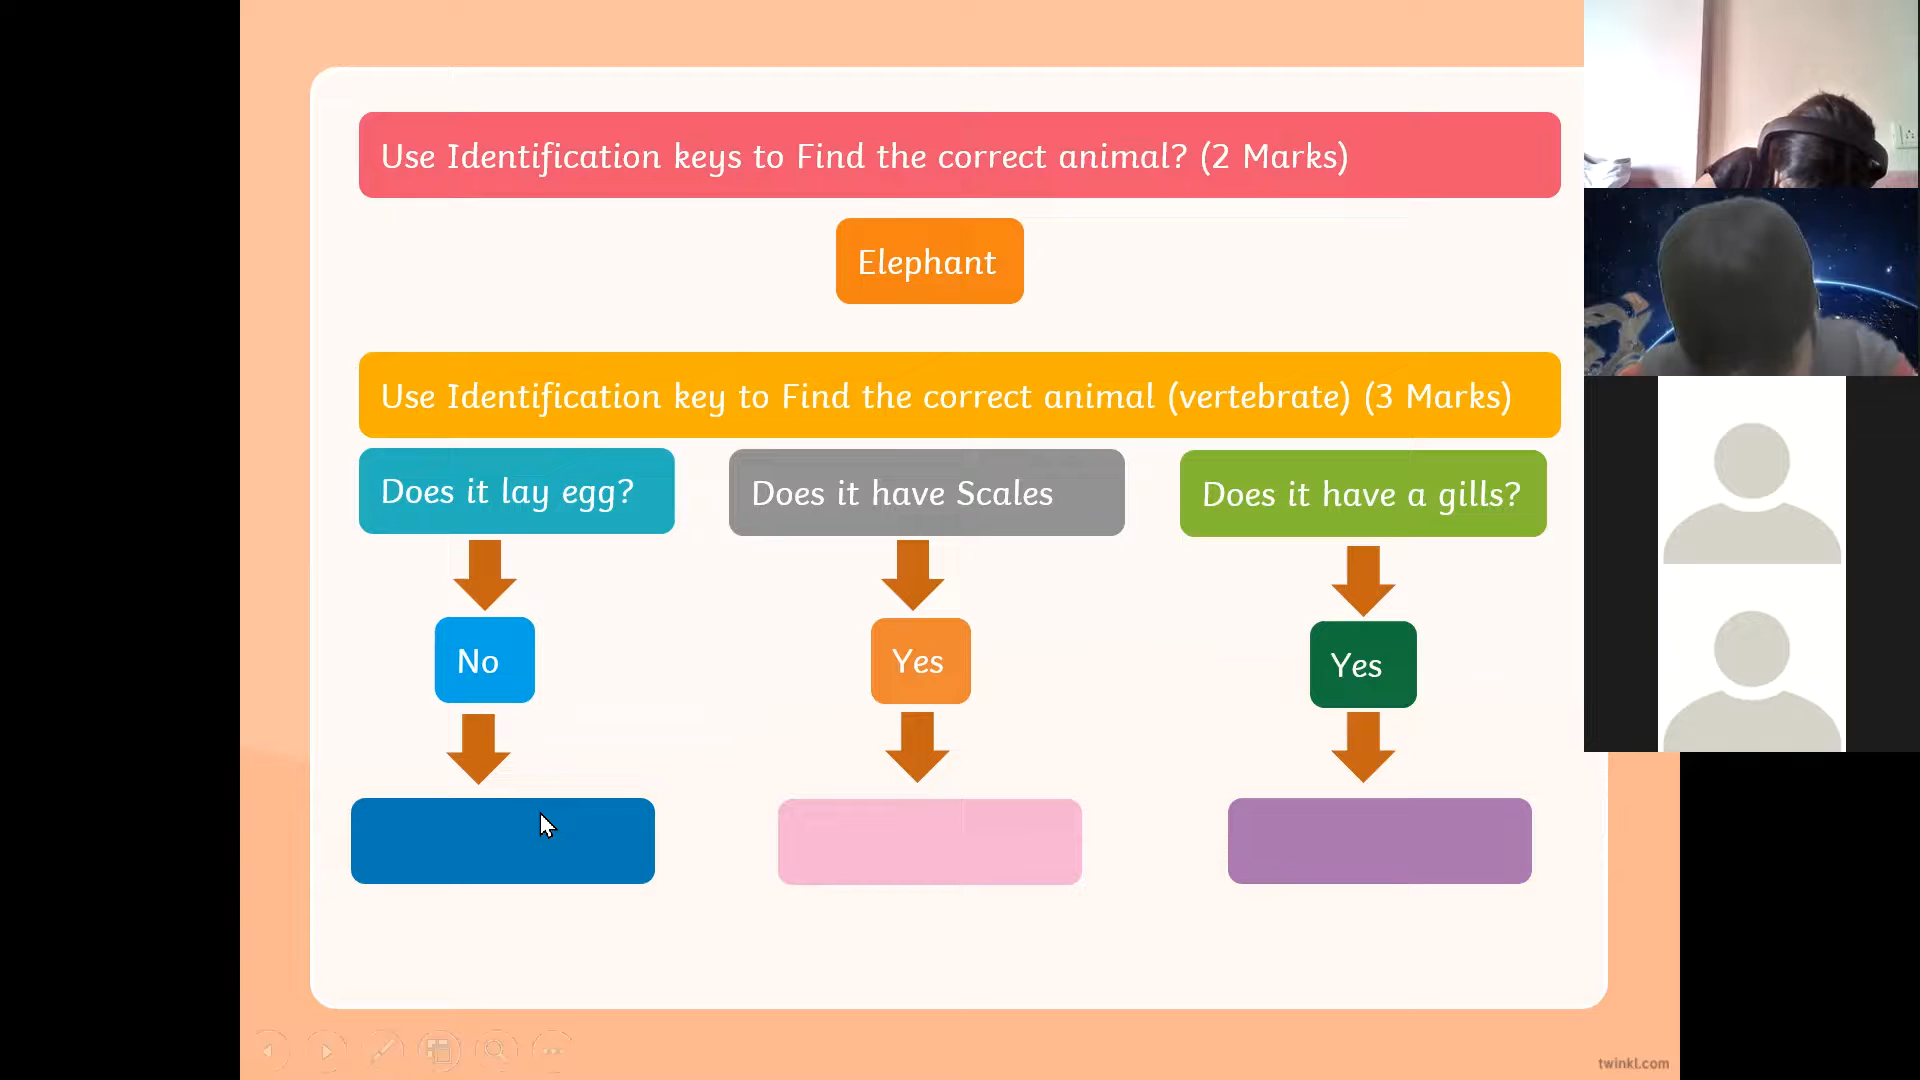 Use Identification keys to Find the correct animal? (2 Marks)
Elephant
Use Identification key to Find the correct animal (vertebrate) (3 Marks)
Does it lay egg?
Does it have Scales
Does it have a gills?
No
Yes
Yes
twinkl.com